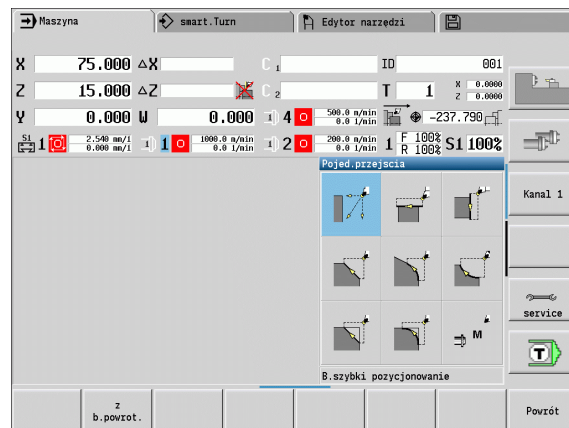 Maszyna smart.Turn Edytor narzędzi
X 75.000 △X C 1 ID 001
Z 15.000 △Z C 2 T 1 X 0.0000 Z 0.0000
Y 0.000 W 0.000 4 500.0 m/min 0.0 1/min -237.790
S1 1 2.540 mm/1 0.000 mm/1 1 1000.0 m/min 0.0 1/min 2 200.0 m/min 0.0 1/min 1 F 100% R 100% S1 100%
Pojed.przejscia
Kanal 1
M
service
T
B.szybki pozycjonowanie
z
b.powrot.
Powrót